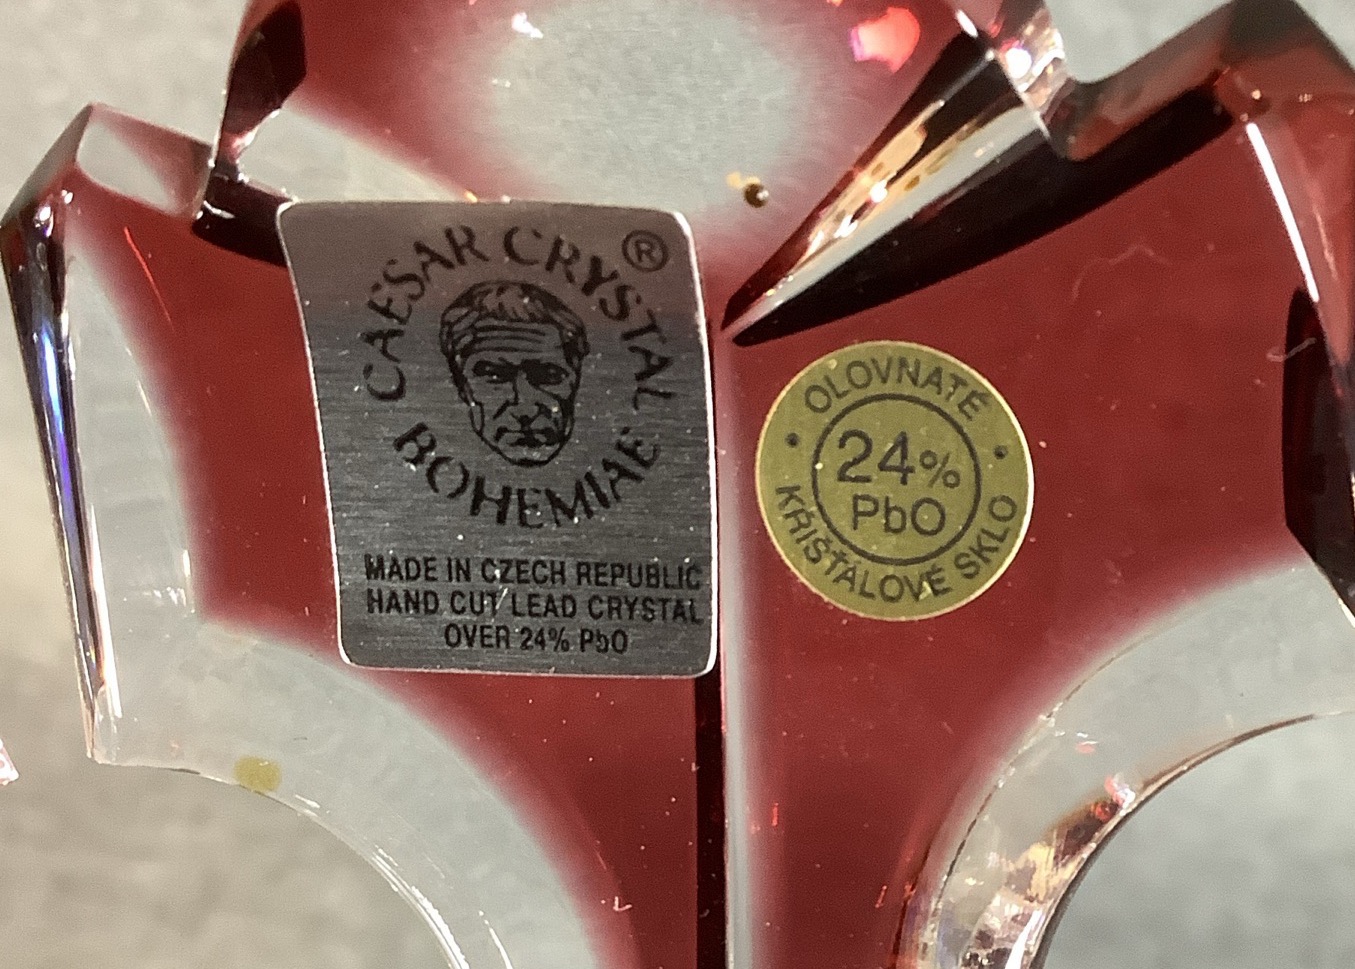 CAESAR CRYSTAL ®
BOHEMIAE
MADE IN CZECH REPUBLIC
HAND CUT LEAD CRYSTAL
OVER 24% PbO
• OLOVNATÉ •
24%
PbO
KŘIŠŤÁLOVÉ SKLO